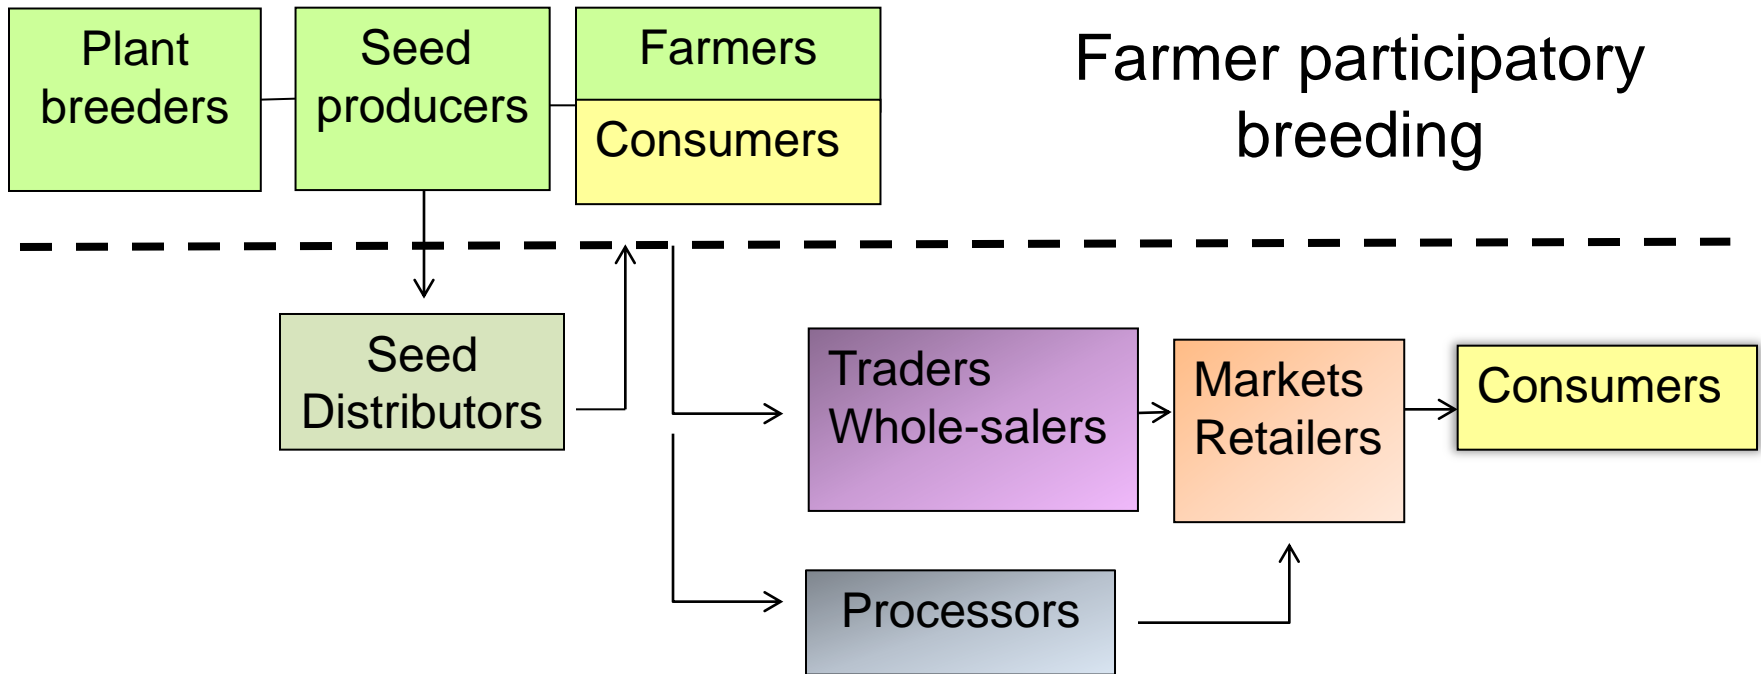 Plant
breeders
Seed
producers
Farmers
Consumers
Farmer participatory
breeding
Seed
Distributors
Traders
Whole-salers
Markets
Retailers
Consumers
Processors